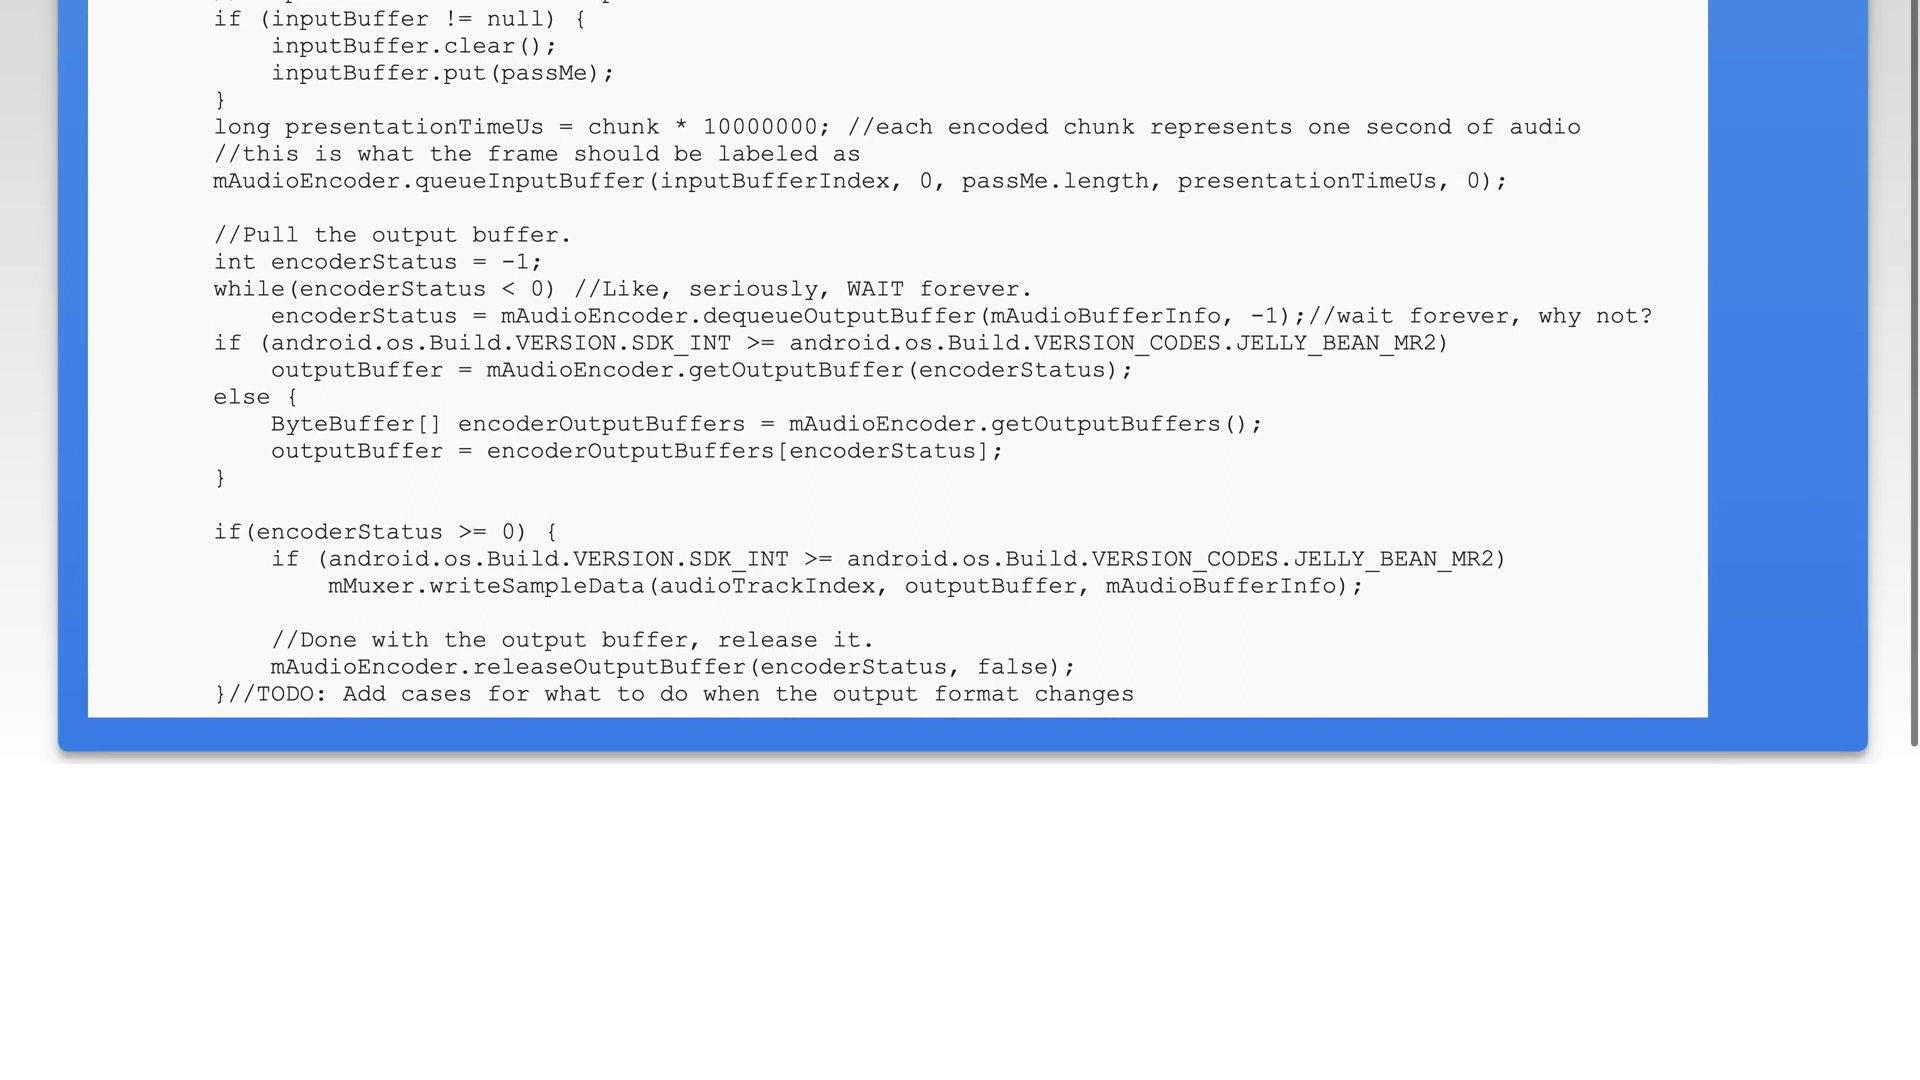 if (inputBuffer != null) {
inputBuffer.clear();
inputBuffer.put(passMe);
}
long presentationTimeUs = chunk * 10000000; //each encoded chunk represents one second of audio
//this is what the frame should be labeled as
mAudioEncoder.queueInputBuffer(inputBufferIndex, 0, passMe.length, presentationTimeUs, 0);
//Pull the output buffer.
int encoderStatus = -1;
while(encoderStatus < 0) //Like, seriously, WAIT forever.
encoderStatus = mAudioEncoder.dequeueOutputBuffer(mAudioBufferInfo, -1);//wait forever, why not?
if (android.os.Build.VERSION.SDK_INT >= android.os.Build.VERSION_CODES.JELLY_BEAN_MR2)
outputBuffer = mAudioEncoder.getOutputBuffer(encoderStatus);
else {
ByteBuffer[] encoderOutputBuffers = mAudioEncoder.getOutputBuffers();
outputBuffer = encoderOutputBuffers[encoderStatus];
}
if(encoderStatus >= 0) {
if (android.os.Build.VERSION.SDK_INT >= android.os.Build.VERSION_CODES.JELLY_BEAN_MR2)
mMuxer.writeSampleData(audioTrackIndex, outputBuffer, mAudioBufferInfo);
//Done with the output buffer, release it.
mAudioEncoder.releaseOutputBuffer(encoderStatus, false);
}//TODO: Add cases for what to do when the output format changes